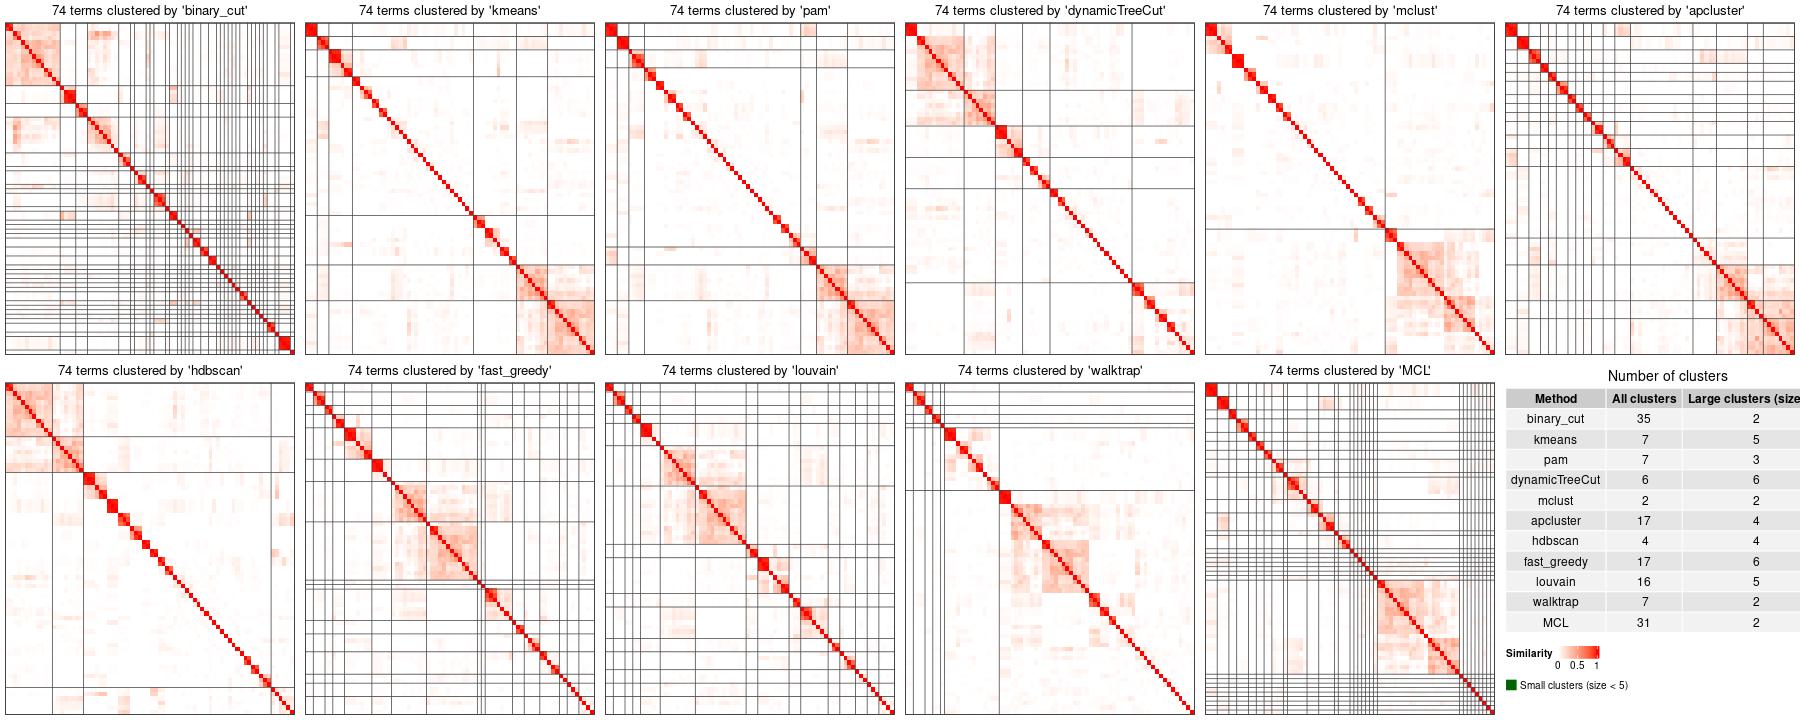 74 terms clustered by 'binary_cut'
74 terms clustered by 'kmeans'
74 terms clustered by 'pam'
74 terms clustered by 'dynamicTreeCut'
74 terms clustered by 'mclust'
74 terms clustered by 'apcluster'
74 terms clustered by 'hdbscan'
74 terms clustered by 'fast_greedy'
74 terms clustered by 'louvain'
74 terms clustered by 'walktrap'
74 terms clustered by 'MCL'
Number of clusters
Method All clusters Large clusters (size
binary_cut 35 2
kmeans 7 5
pam 7 3
dynamicTreeCut 6 6
mclust 2 2
apcluster 17 4
hdbscan 4 4
fast_greedy 17 6
louvain 16 5
walktrap 7 2
MCL 31 2
Similarity
0 0.5 1
Small clusters (size < 5)